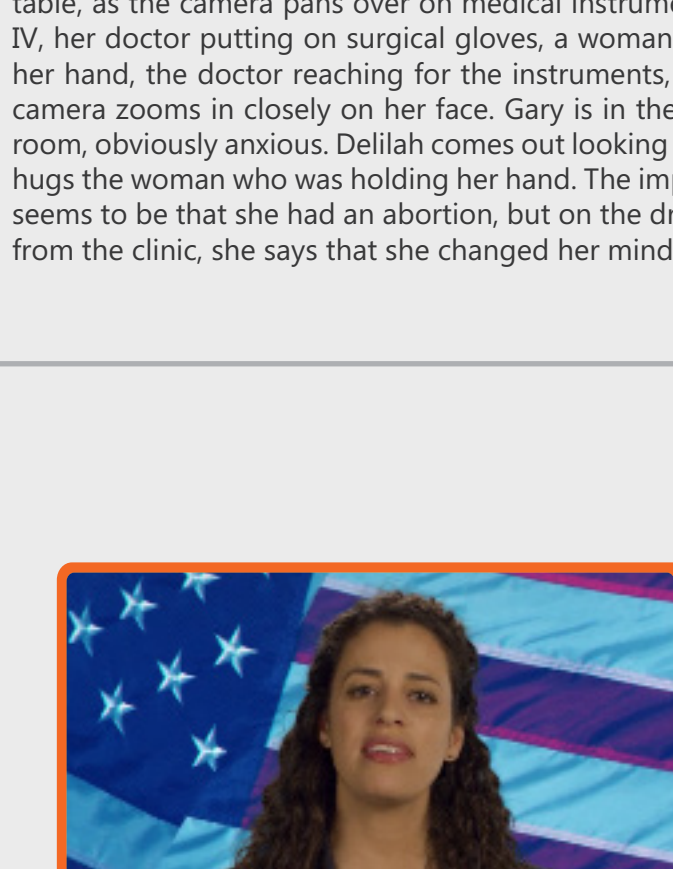 table, as the camera pans over on medical instrume
IV, her doctor putting on surgical gloves, a woman
her hand, the doctor reaching for the instruments,
camera zooms in closely on her face. Gary is in the
room, obviously anxious. Delilah comes out looking
hugs the woman who was holding her hand. The imp
seems to be that she had an abortion, but on the dr
from the clinic, she says that she changed her mind